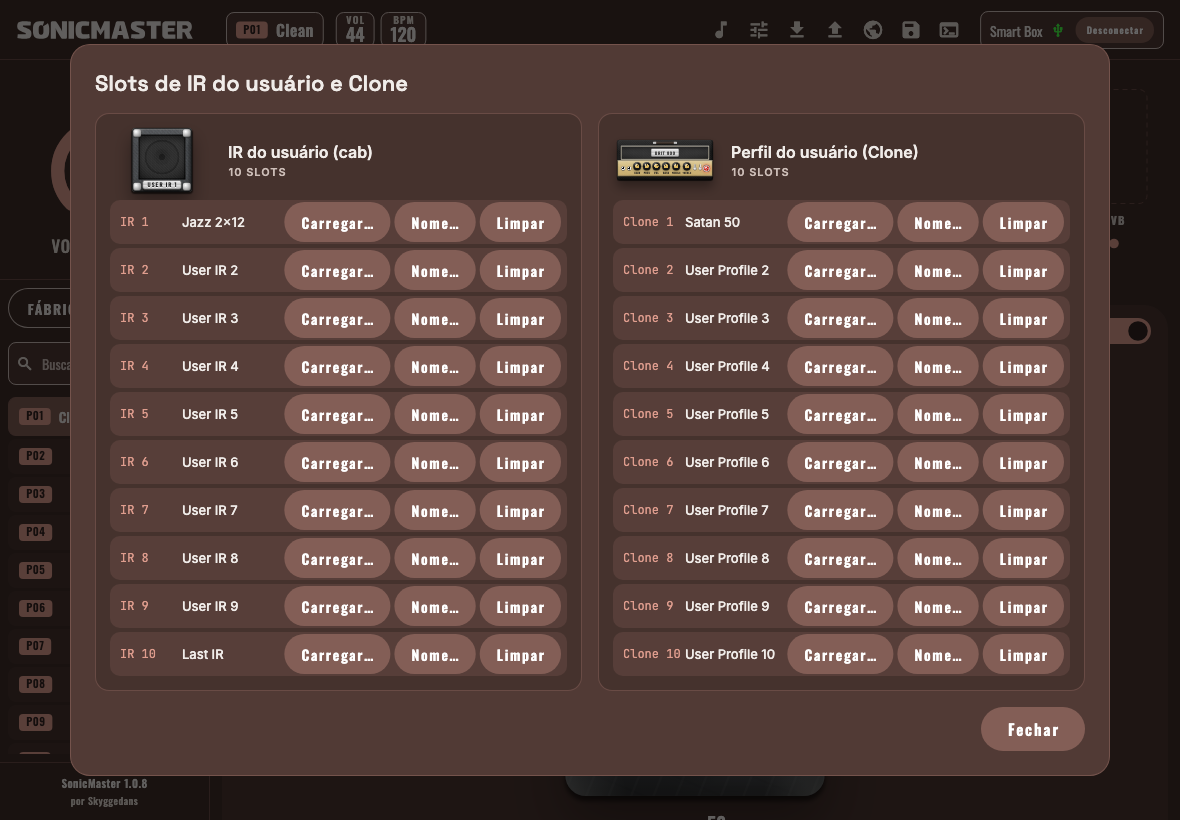 SONICMASTER
P01 Clean
VOL
44
BPM
120
Smart Box
Desconectar
Slots de IR do usuário e Clone
USER IR 1
IR do usuário (cab)
10 SLOTS
IR 1 Jazz 2×12 Carregar… Nome… Limpar
IR 2 User IR 2 Carregar… Nome… Limpar
IR 3 User IR 3 Carregar… Nome… Limpar
IR 4 User IR 4 Carregar… Nome… Limpar
IR 5 User IR 5 Carregar… Nome… Limpar
IR 6 User IR 6 Carregar… Nome… Limpar
IR 7 User IR 7 Carregar… Nome… Limpar
IR 8 User IR 8 Carregar… Nome… Limpar
IR 9 User IR 9 Carregar… Nome… Limpar
IR 10 Last IR Carregar… Nome… Limpar
Perfil do usuário (Clone)
10 SLOTS
Clone 1 Satan 50 Carregar… Nome… Limpar
Clone 2 User Profile 2 Carregar… Nome… Limpar
Clone 3 User Profile 3 Carregar… Nome… Limpar
Clone 4 User Profile 4 Carregar… Nome… Limpar
Clone 5 User Profile 5 Carregar… Nome… Limpar
Clone 6 User Profile 6 Carregar… Nome… Limpar
Clone 7 User Profile 7 Carregar… Nome… Limpar
Clone 8 User Profile 8 Carregar… Nome… Limpar
Clone 9 User Profile 9 Carregar… Nome… Limpar
Clone 10 User Profile 10 Carregar… Nome… Limpar
Fechar
P01
P02
P03
P04
P05
P06
P07
P08
P09
SonicMaster 1.0.8
por Skyggedans